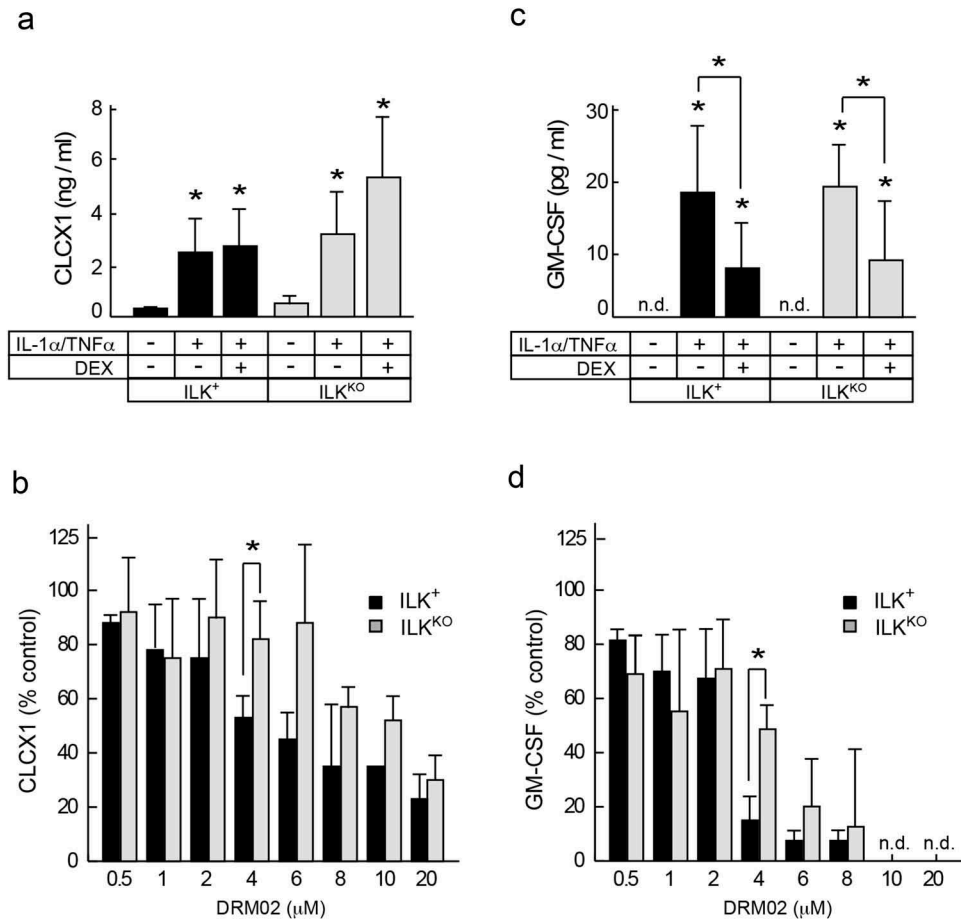 a
CLCX1 (ng / ml)
8
6
4
2
0
* * * *
IL-1α/TNFα - + + - + +
DEX - - + - - +
ILK+ ILKKO
c
GM-CSF (pg / ml)
30
20
10
0
* *
n.d. * * n.d. * *
IL-1α/TNFα - + + - + +
DEX - - + - - +
ILK+ ILKKO
b
CLCX1 (% control)
125
100
80
60
40
20
0
*
ILK+
ILKKO
0.5 1 2 4 6 8 10 20
DRM02 (μM)
d
GM-CSF (% control)
125
100
80
60
40
20
0
*
ILK+
ILKKO
n.d. n.d.
0.5 1 2 4 6 8 10 20
DRM02 (μM)